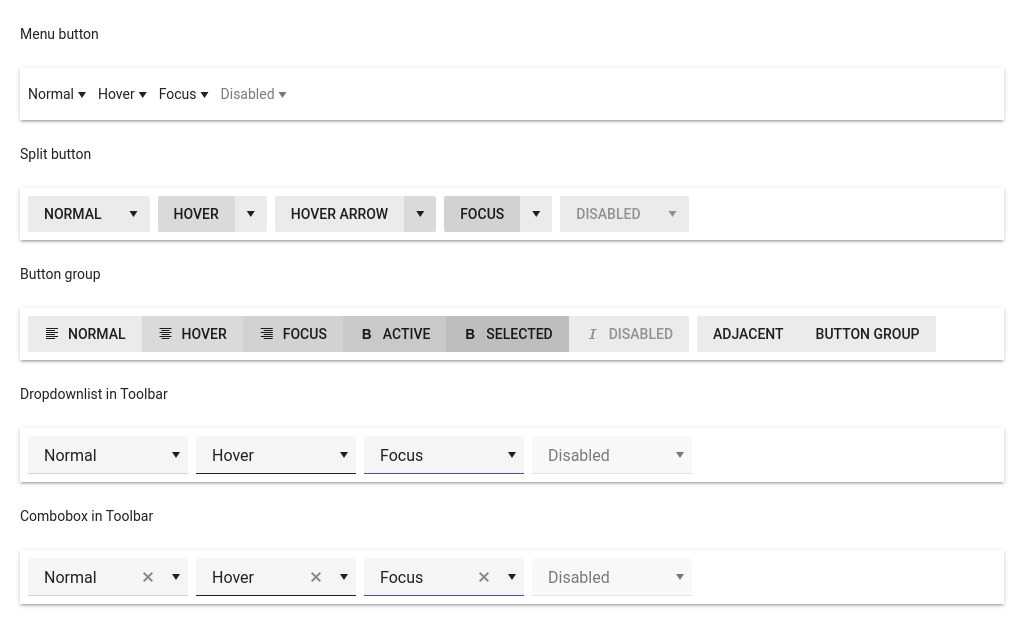 Menu button
Normal Hover Focus Disabled
Split button
NORMAL HOVER HOVER ARROW FOCUS DISABLED
Button group
NORMAL HOVER FOCUS B ACTIVE B SELECTED I DISABLED ADJACENT BUTTON GROUP
Dropdownlist in Toolbar
Normal Hover Focus Disabled
Combobox in Toolbar
Normal Hover Focus Disabled